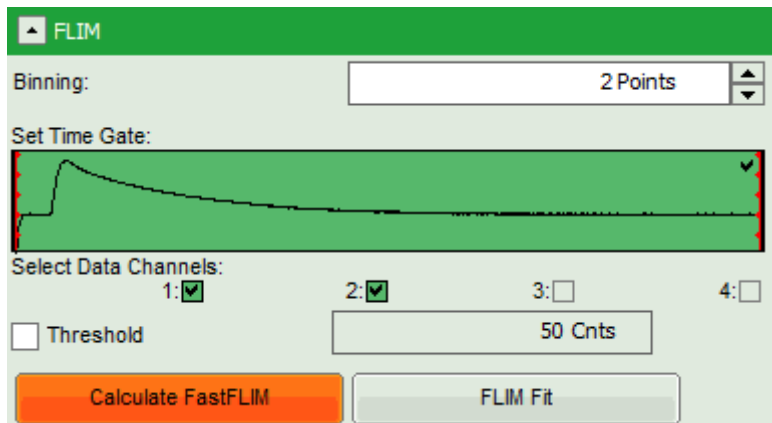 FLIM
Binning: 2 Points
Set Time Gate:
Select Data Channels:
1: 2: 3: 4:
Threshold 50 Cnts
Calculate FastFLIM FLIM Fit